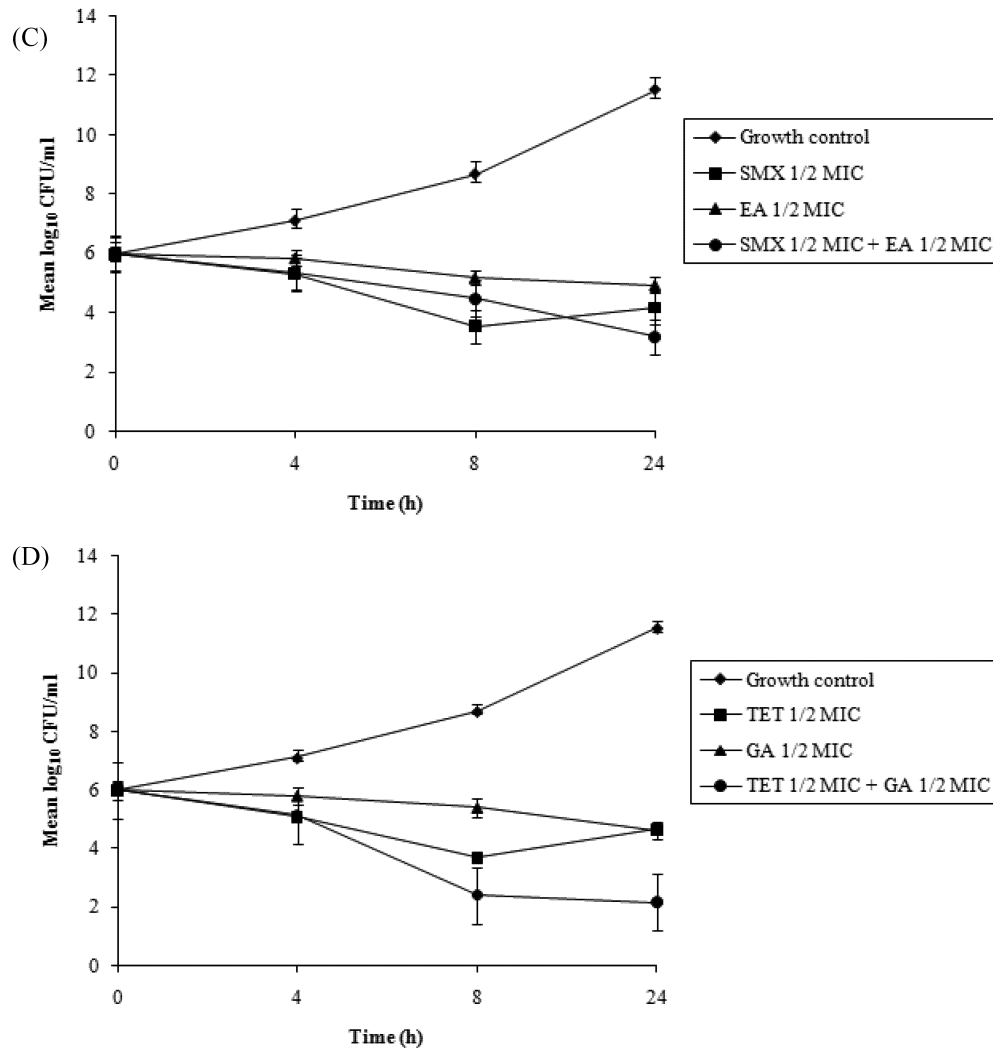 (C)
14
12
10
8
6
4
2
0
Mean log₁₀ CFU/ml
0 4 8 24
Time (h)
Growth control
SMX 1/2 MIC
EA 1/2 MIC
SMX 1/2 MIC + EA 1/2 MIC
(D)
14
12
10
8
6
4
2
0
Mean log₁₀ CFU/ml
0 4 8 24
Time (h)
Growth control
TET 1/2 MIC
GA 1/2 MIC
TET 1/2 MIC + GA 1/2 MIC